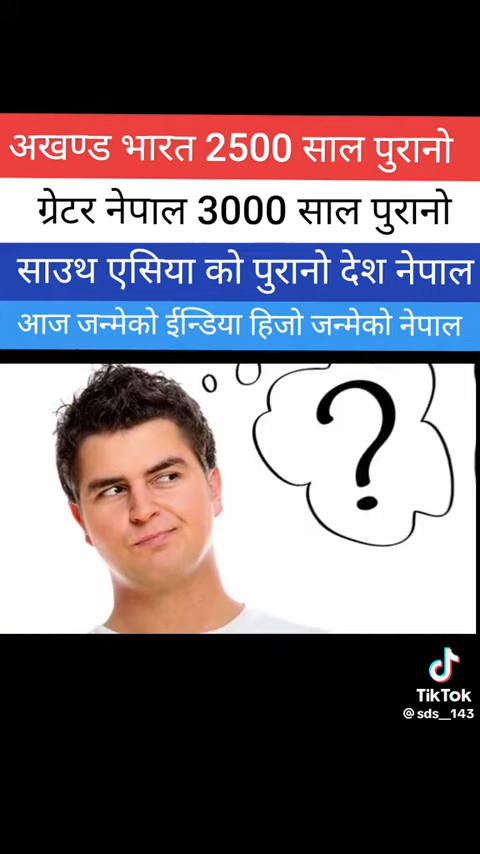 अखण्ड भारत 2500 साल पुरानो
ग्रेटर नेपाल 3000 साल पुरानो
साउथ एसिया को पुरानो देश नेपाल
आज जन्मेको ईन्डिया हिजो जन्मेको नेपाल
?
TikTok
@sds__143